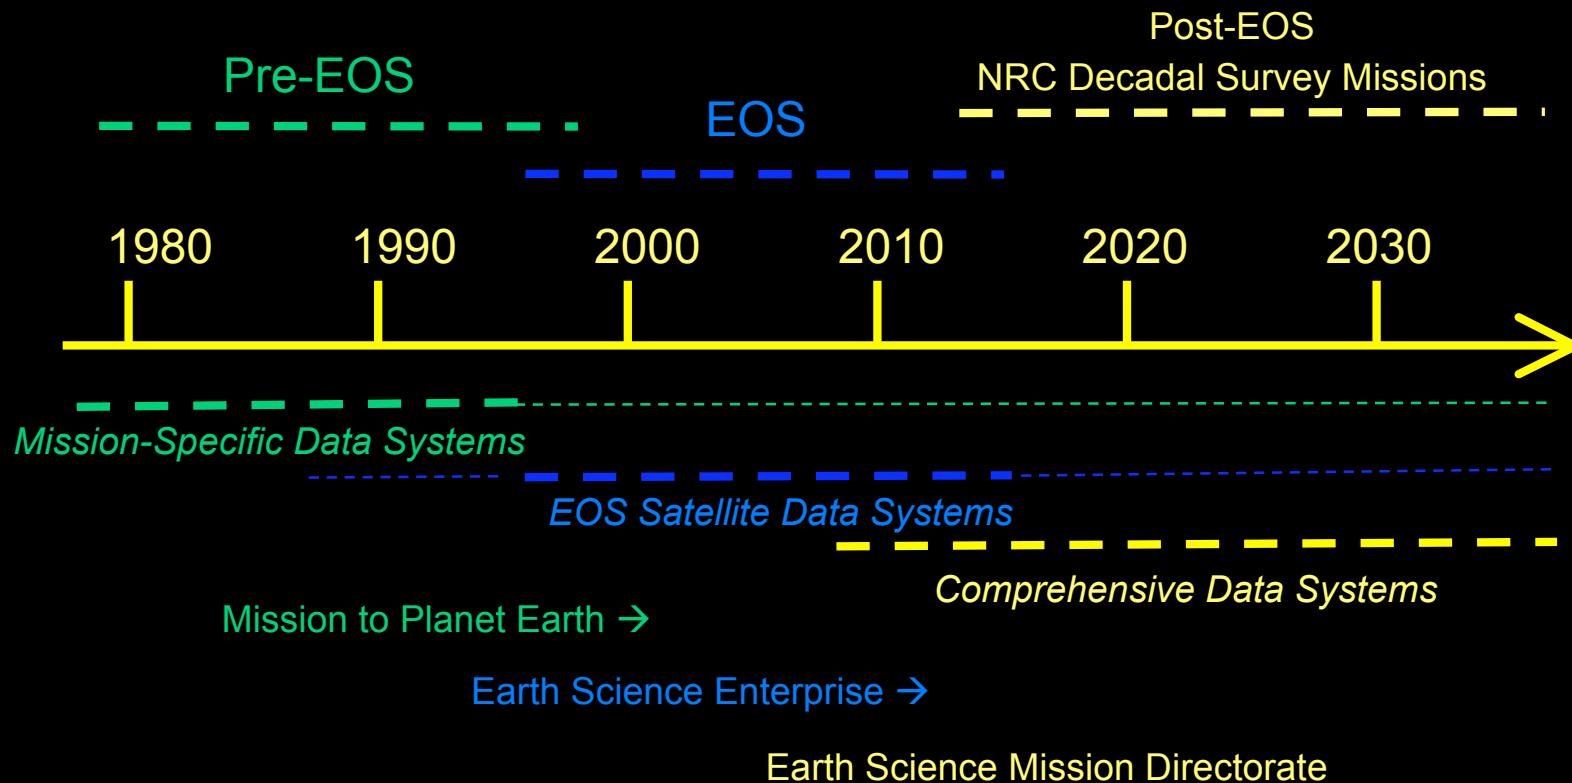 Post-EOS
NRC Decadal Survey Missions
Pre-EOS
EOS
1980 1990 2000 2010 2020 2030
Mission-Specific Data Systems
EOS Satellite Data Systems
Comprehensive Data Systems
Mission to Planet Earth →
Earth Science Enterprise →
Earth Science Mission Directorate